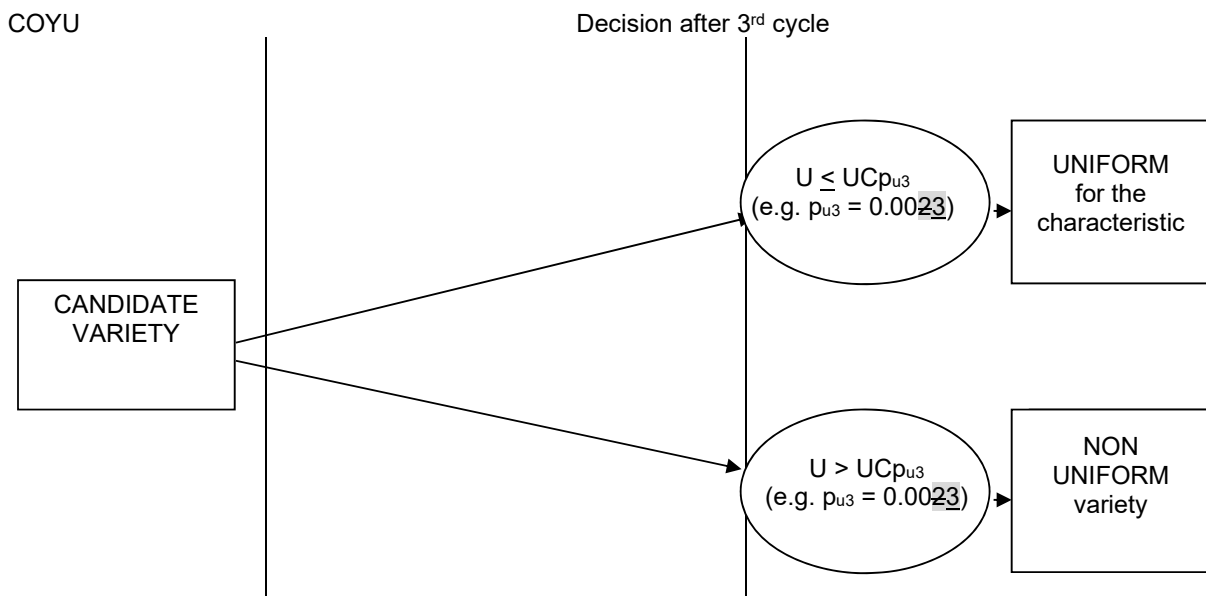 COYU
Decision after 3rd cycle
U ≤ UCpu3
(e.g. pu3 = 0.0023)
UNIFORM
for the
characteristic
CANDIDATE
VARIETY
U > UCpu3
(e.g. pu3 = 0.0023)
NON
UNIFORM
variety